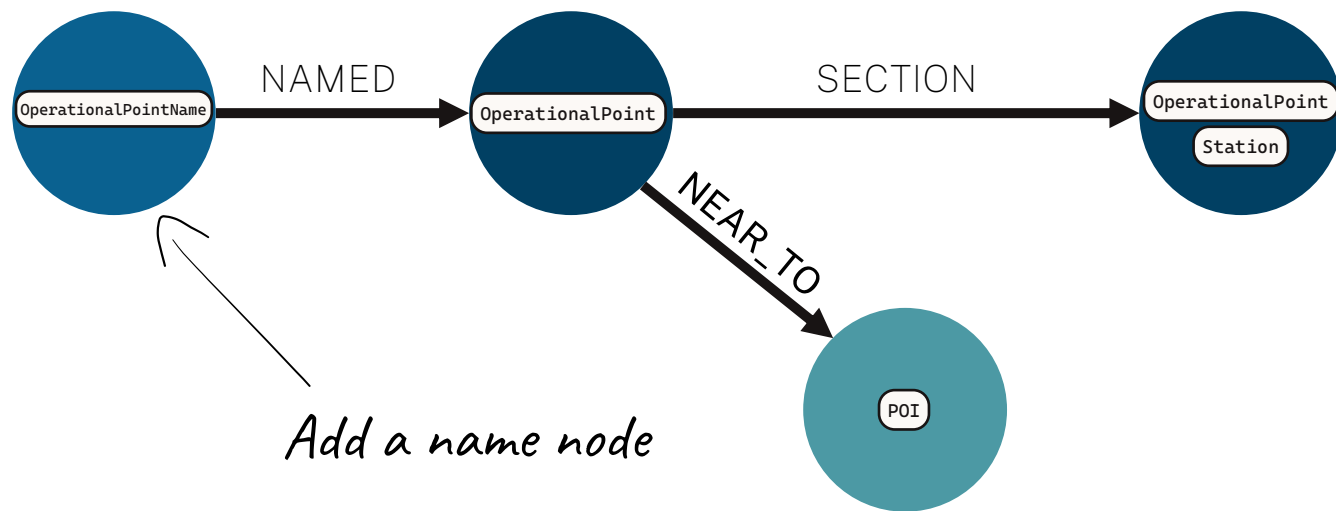 NAMED
SECTION
OperationalPointName
OperationalPoint
OperationalPoint
Station
NEAR_TO
POI
Add a name node